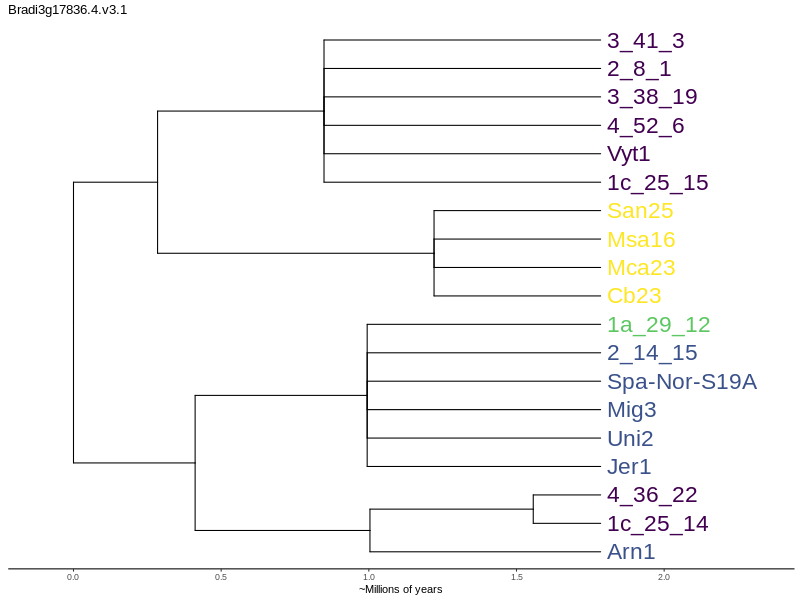 Bradi3g17836.4.v3.1
3_41_3
2_8_1
3_38_19
4_52_6
Vyt1
1c_25_15
San25
Msa16
Mca23
Cb23
1a_29_12
2_14_15
Spa-Nor-S19A
Mig3
Uni2
Jer1
4_36_22
1c_25_14
Arn1
0.0 0.5 1.0 1.5 2.0
~Millions of years